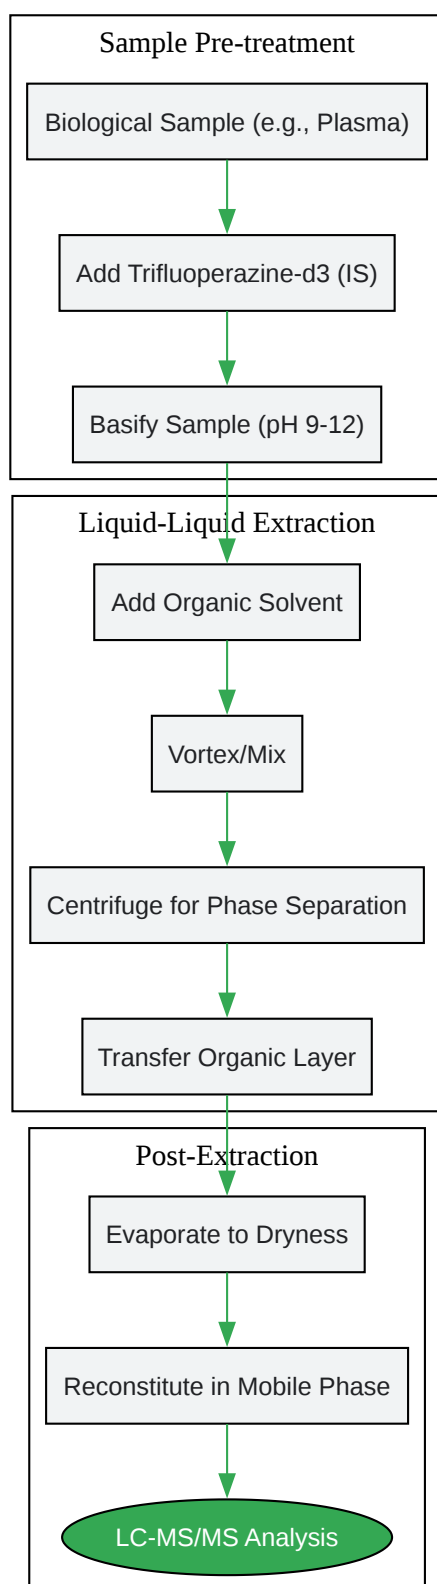 Sample Pre-treatment
Biological Sample (e.g., Plasma)
Add Trifluoperazine-d3 (IS)
Basify Sample (pH 9-12)
Liquid-Liquid Extraction
Add Organic Solvent
Vortex/Mix
Centrifuge for Phase Separation
Transfer Organic Layer
Post-Extraction
Evaporate to Dryness
Reconstitute in Mobile Phase
LC-MS/MS Analysis